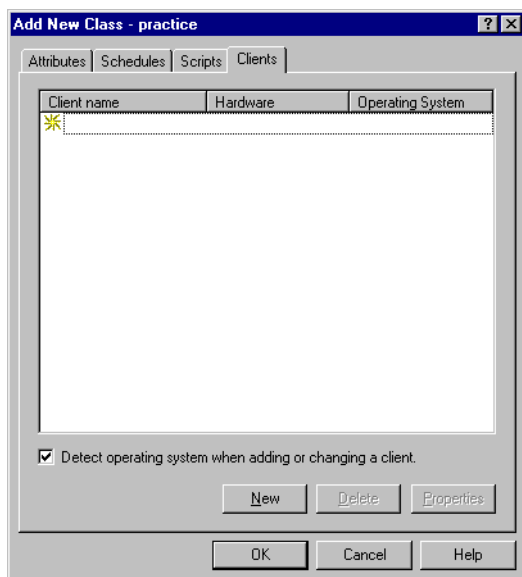 Add New Class - practice
Attributes Schedules Scripts Clients
Client name Hardware Operating System
Detect operating system when adding or changing a client.
New Delete Properties
OK Cancel Help